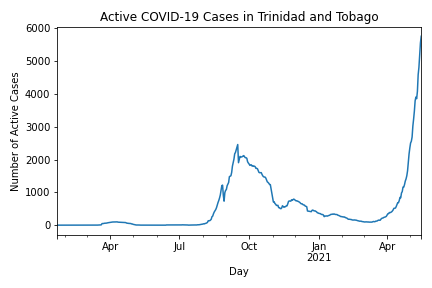 Active COVID-19 Cases in Trinidad and Tobago
6000
5000
4000
3000
2000
1000
0
Number of Active Cases
Apr
Jul
Oct
Jan
2021
Apr
Day